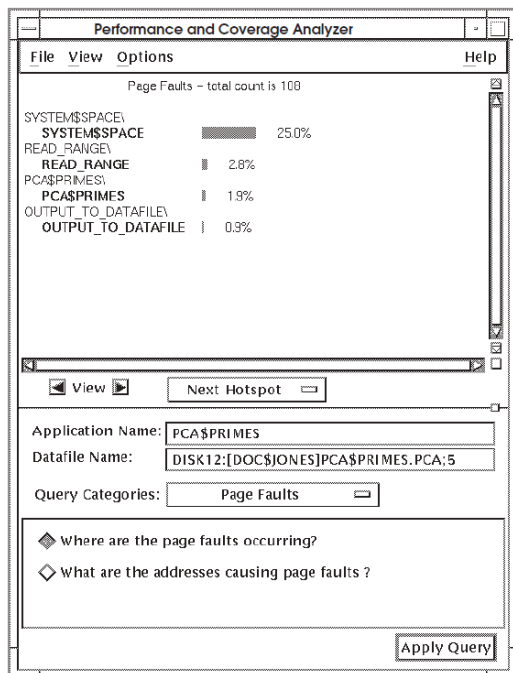 Performance and Coverage Analyzer
File View Options Help
Page Faults - total count is 108
SYSTEM$SPACE\
SYSTEM$SPACE 25.0%
READ_RANGE\
READ_RANGE 2.8%
PCA$PRIMES\
PCA$PRIMES 1.9%
OUTPUT_TO_DATAFILE\
OUTPUT_TO_DATAFILE 0.9%
View Next Hotspot
Application Name: PCA$PRIMES
Datafile Name: DISK12:[DOC$JONES]PCA$PRIMES.PCA;5
Query Categories: Page Faults
Where are the page faults occurring?
What are the addresses causing page faults ?
Apply Query